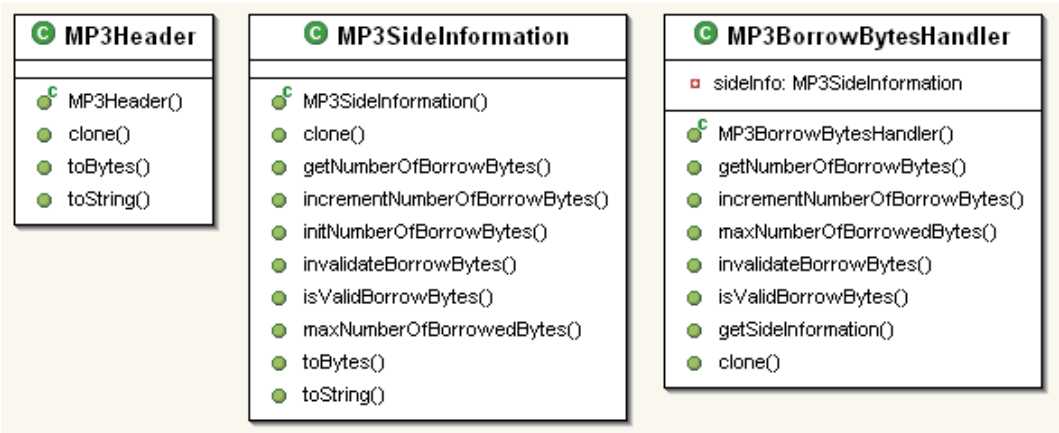 C MP3Header
C MP3Header()
clone()
toBytes()
toString()
C MP3SideInformation
C MP3SideInformation()
clone()
getNumberOfBorrowBytes()
incrementNumberOfBorrowBytes()
initNumberOfBorrowBytes()
invalidateBorrowBytes()
isValidBorrowBytes()
maxNumberOfBorrowedBytes()
toBytes()
toString()
C MP3BorrowBytesHandler
sideInfo: MP3SideInformation
C MP3BorrowBytesHandler()
getNumberOfBorrowBytes()
incrementNumberOfBorrowBytes()
maxNumberOfBorrowedBytes()
invalidateBorrowBytes()
isValidBorrowBytes()
getSideInformation()
clone()